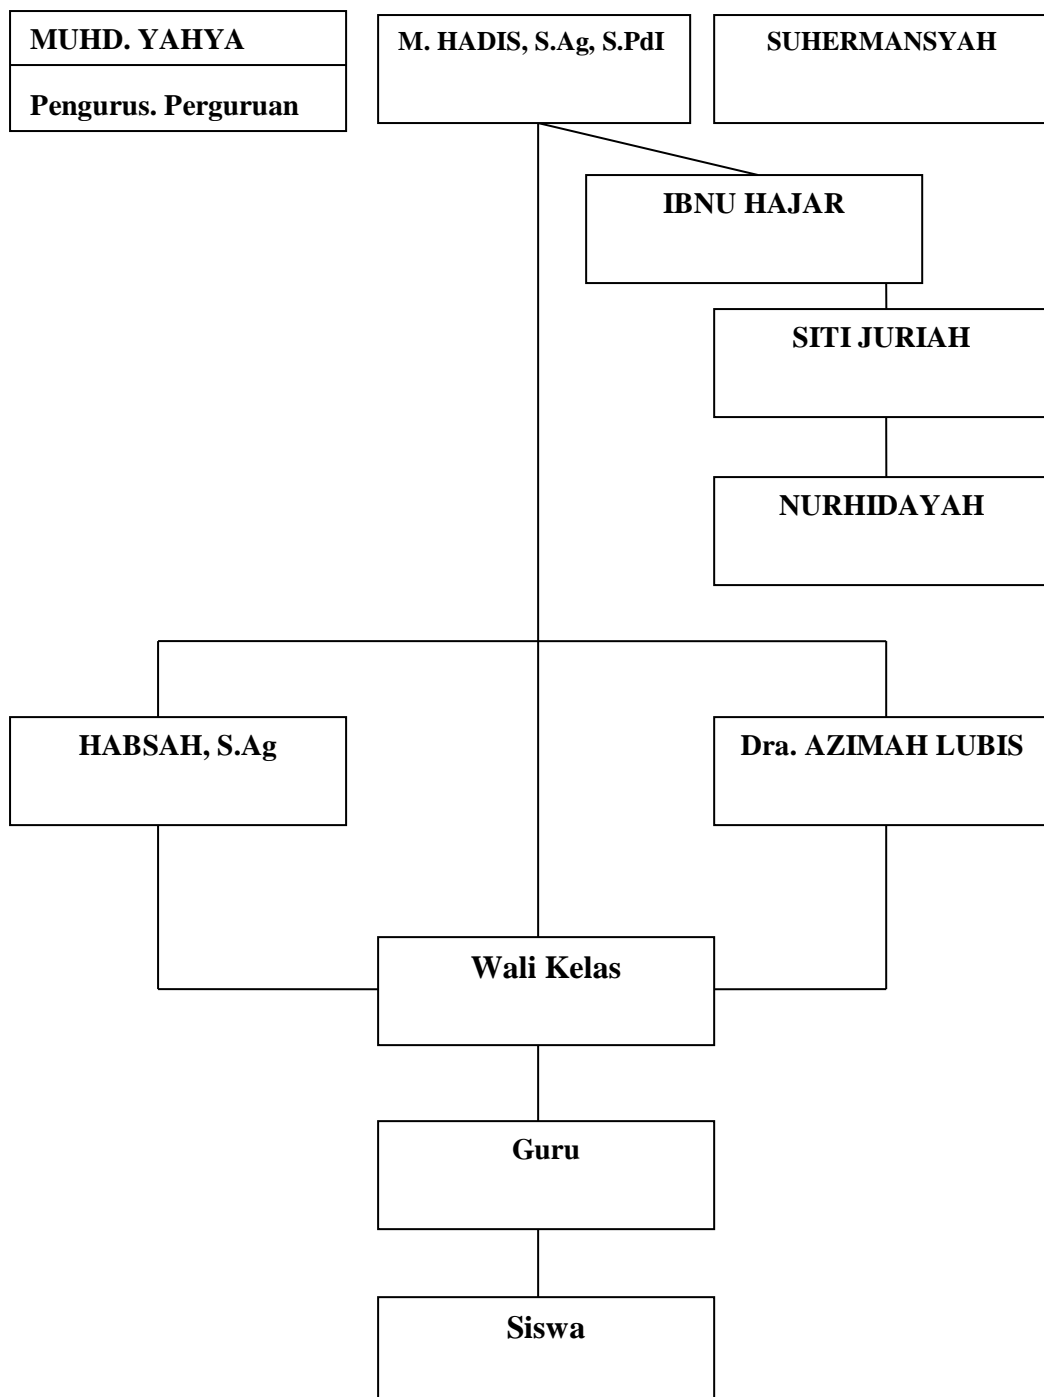 MUHD. YAHYA
Pengurus. Perguruan
M. HADIS, S.Ag, S.PdI
SUHERMANSYAH
IBNU HAJAR
SITI JURIAH
NURHIDAYAH
HABSAH, S.Ag
Dra. AZIMAH LUBIS
Wali Kelas
Guru
Siswa